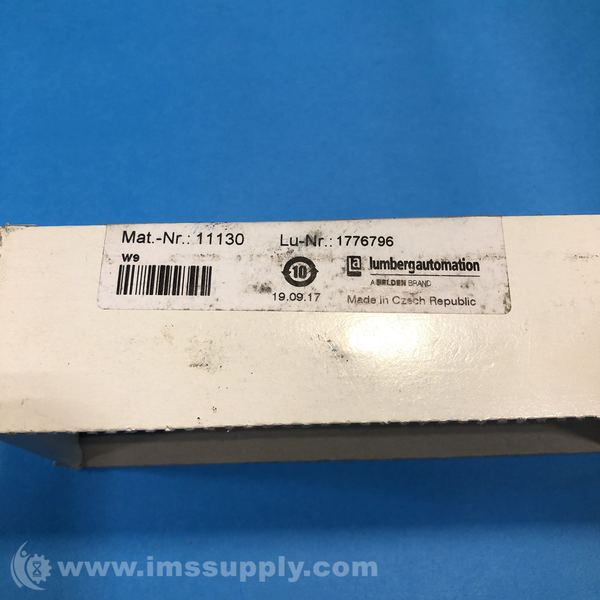 Mat.-Nr.: 11130 Lu-Nr.: 1776796
W9
10
la lumbergautomation
A BELDEN BRAND
19.09.17 Made in Czech Republic
www.imssupply.com